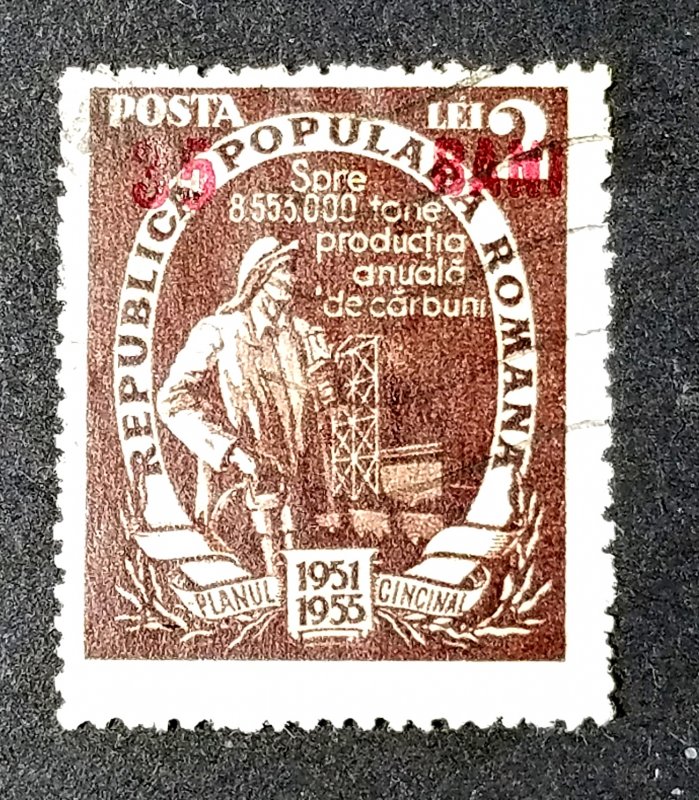 POSTA LEI 2
35 BANI
REPUBLICA POPULARA ROMANA
Spre
8.553.000 tone
producția
anuală
de cărbuni
PLANUL 1951 CINCINAL
1955